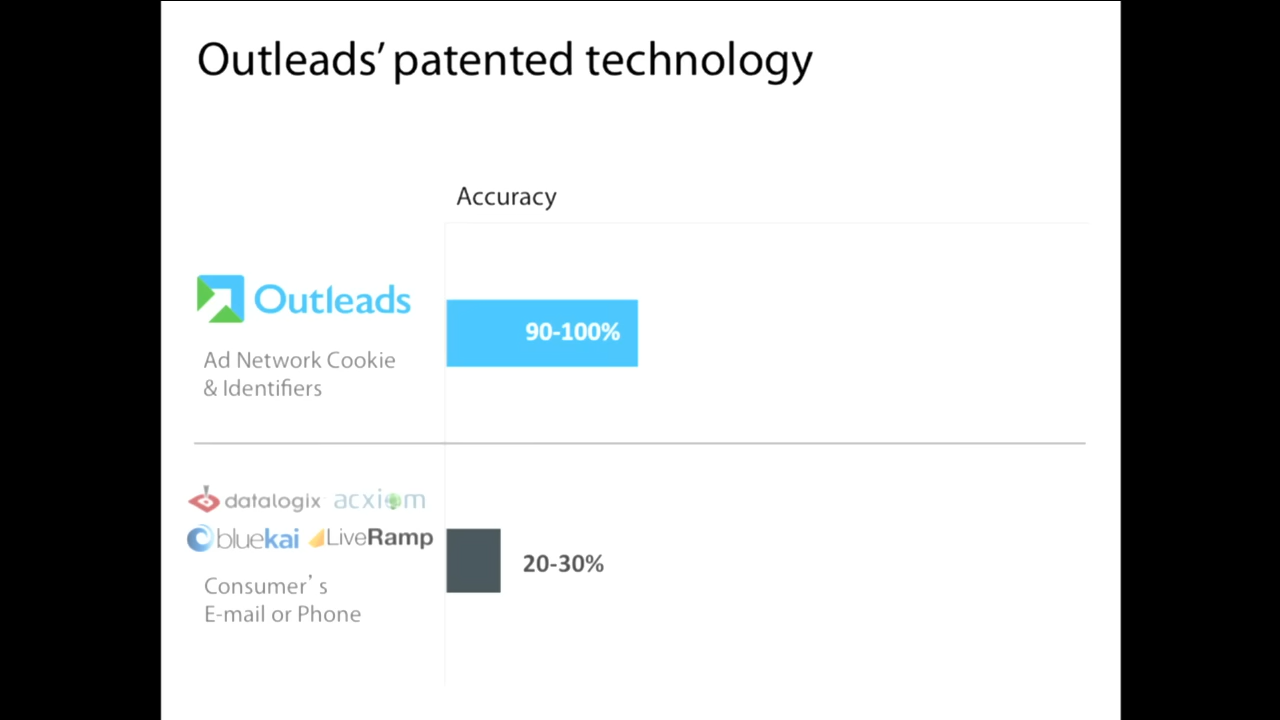 Outleads’ patented technology
Accuracy
Outleads
90-100%
Ad Network Cookie
& Identifiers
datalogix acxiom
bluekai LiveRamp
20-30%
Consumer’s
E-mail or Phone